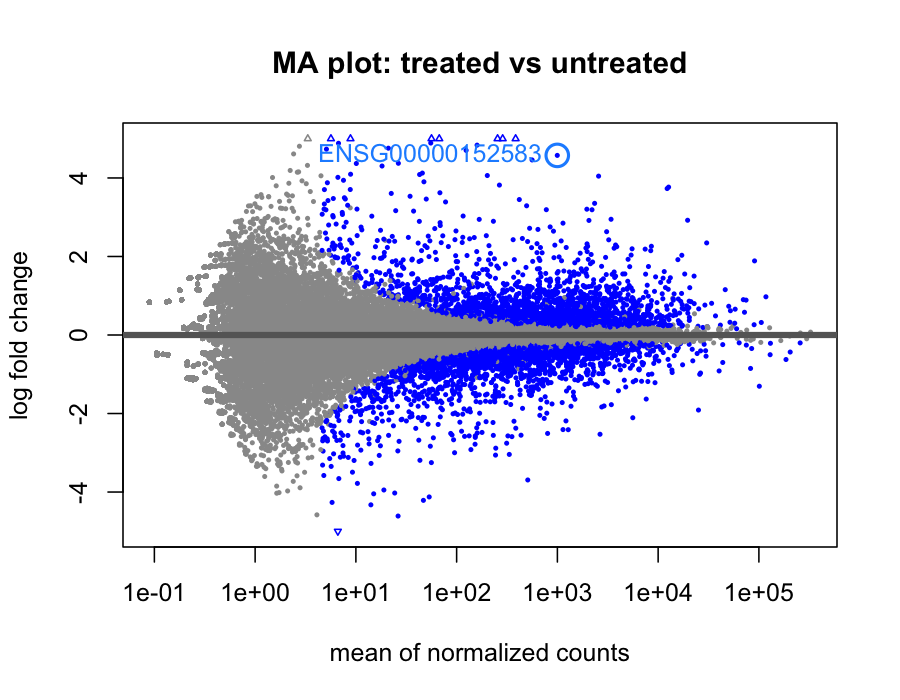 MA plot: treated vs untreated
ENSG00000152583
log fold change
4
2
0
-2
-4
1e-01 1e+00 1e+01 1e+02 1e+03 1e+04 1e+05
mean of normalized counts